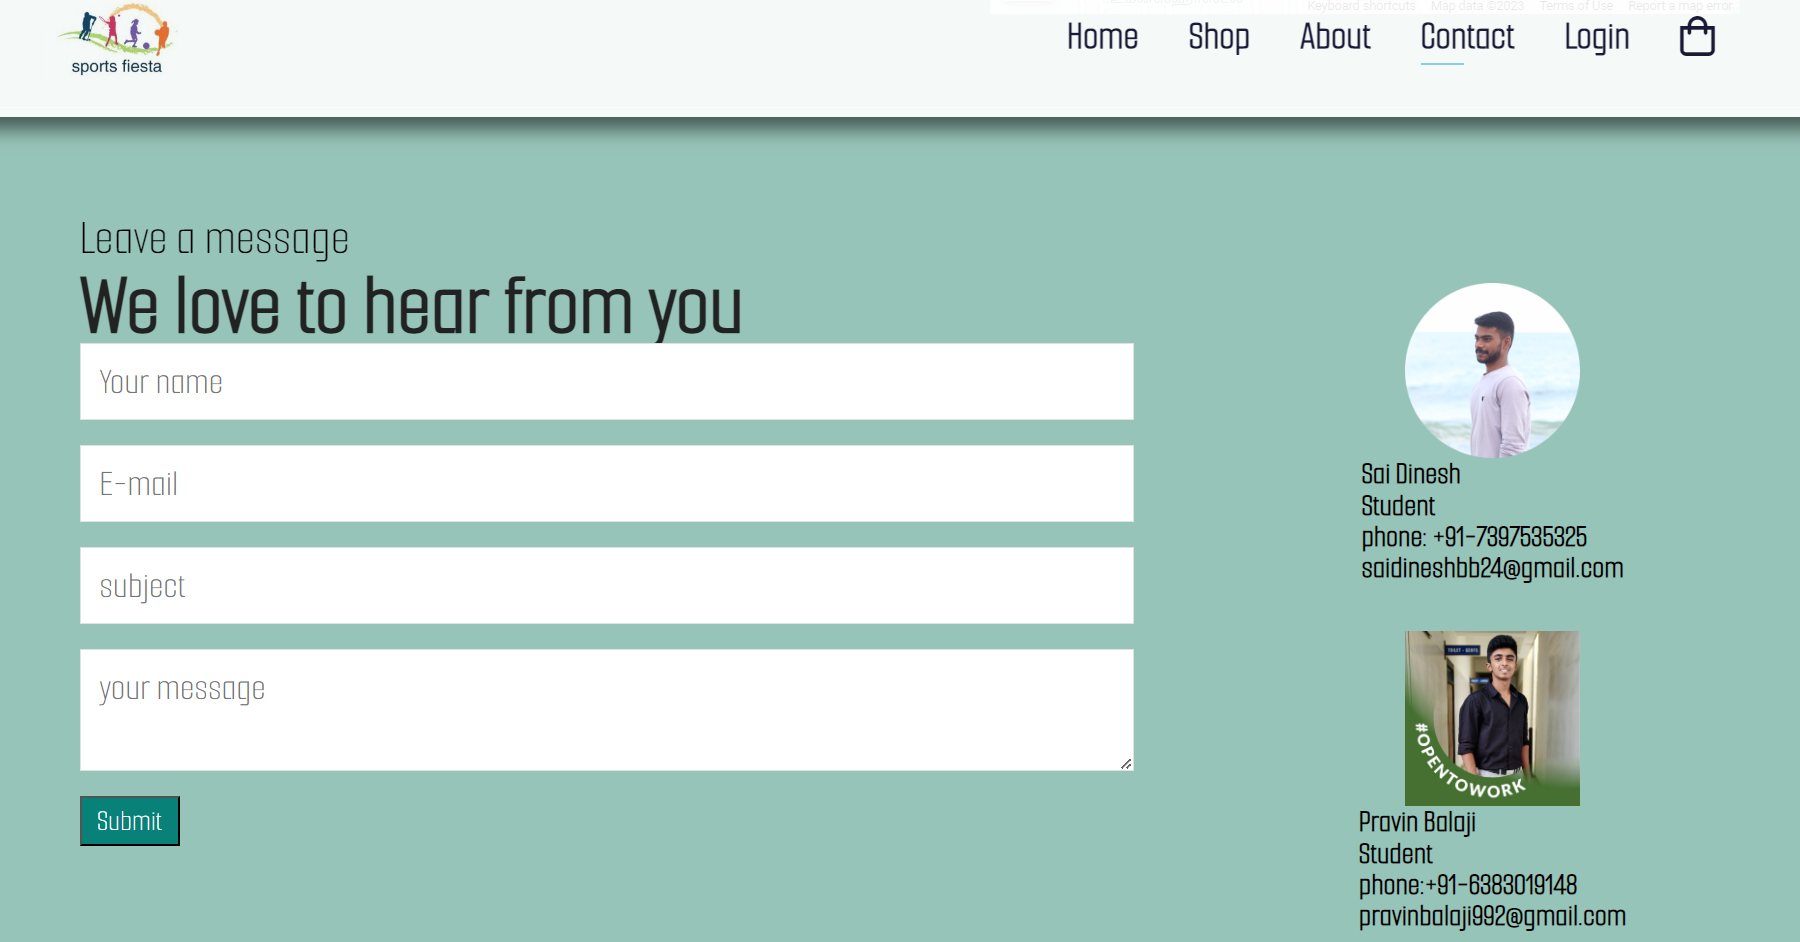 Keyboard shortcuts Map data ©2023 Terms of Use Report a map error
sports fiesta
Home Shop About Contact Login
Leave a message
We love to hear from you
Your name
E-mail
subject
your message
Submit
Sai Dinesh
Student
phone: +91-7397535325
saidineshbb24@gmail.com
#OPENTOWORK
Pravin Balaji
Student
phone:+91-6383019148
pravinbalaji992@gmail.com